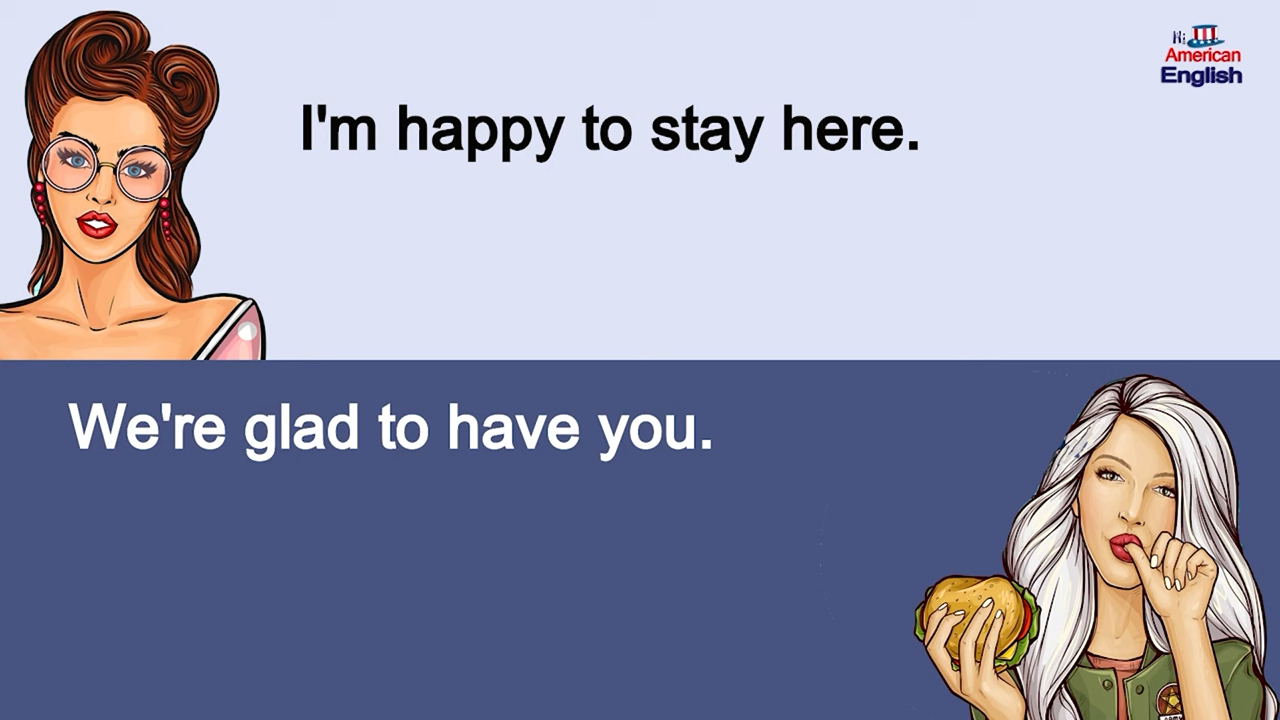 Hi
American
English
I'm happy to stay here.
We're glad to have you.